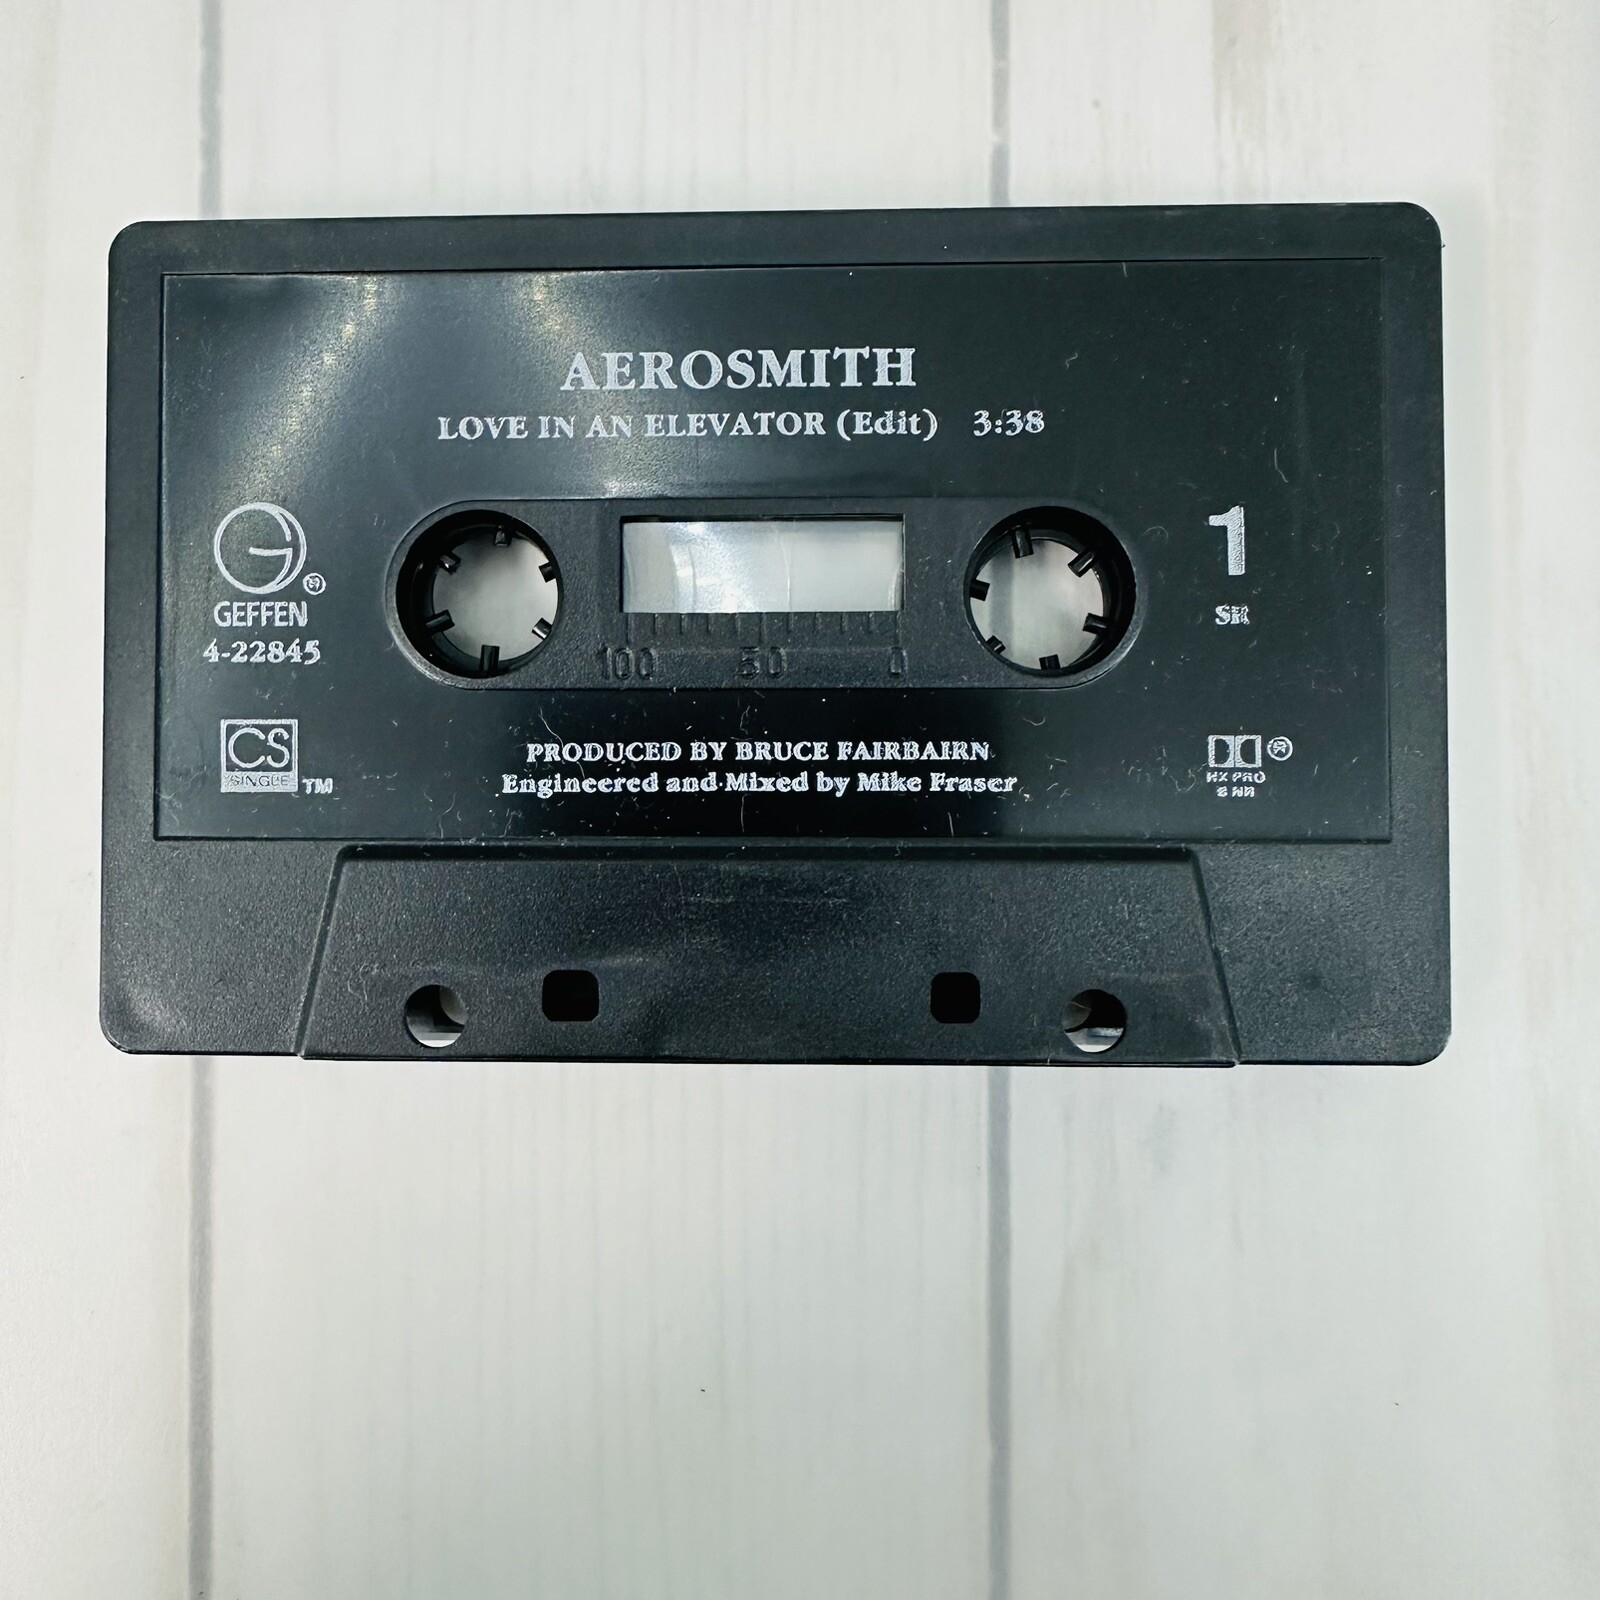 AEROSMITH
LOVE IN AN ELEVATOR (Edit) 3:38
G ®
GEFFEN
4-22845
1
SR
100 50 0
CS
SINGLE TM
PRODUCED BY BRUCE FAIRBAIRN
Engineered and Mixed by Mike Fraser
®
HX PRO
B NR